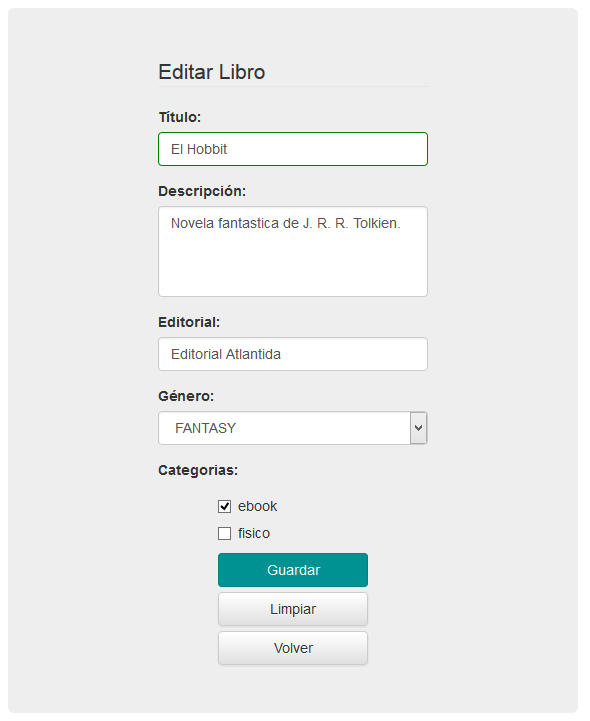 Editar Libro
Título:
El Hobbit
Descripción:
Novela fantastica de J. R. R. Tolkien.
Editorial:
Editorial Atlantida
Género:
FANTASY
Categorias:
ebook
fisico
Guardar
Limpiar
Volver